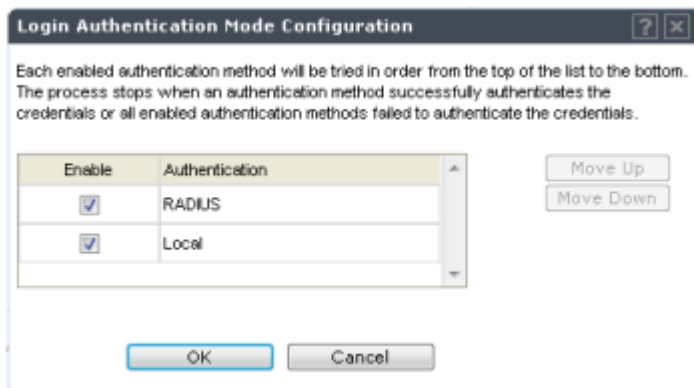 Login Authentication Mode Configuration ? x
Each enabled authentication method will be tried in order from the top of the list to the bottom.
The process stops when an authentication method successfully authenticates the
credentials or all enabled authentication methods failed to authenticate the credentials.
Enable Authentication
RADIUS
Local
Move Up
Move Down
OK Cancel